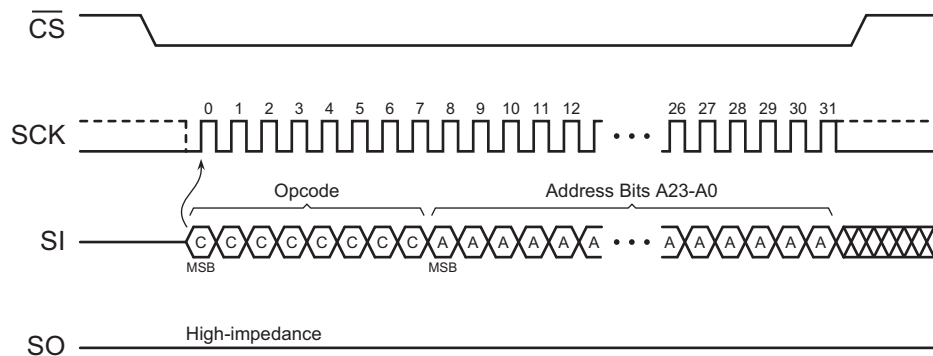 CS
SCK
0 1 2 3 4 5 6 7 8 9 10 11 12 26 27 28 29 30 31
Opcode Address Bits A23-A0
SI
C C C C C C C C A A A A A A A A A A A A
MSB MSB
SO
High-impedance